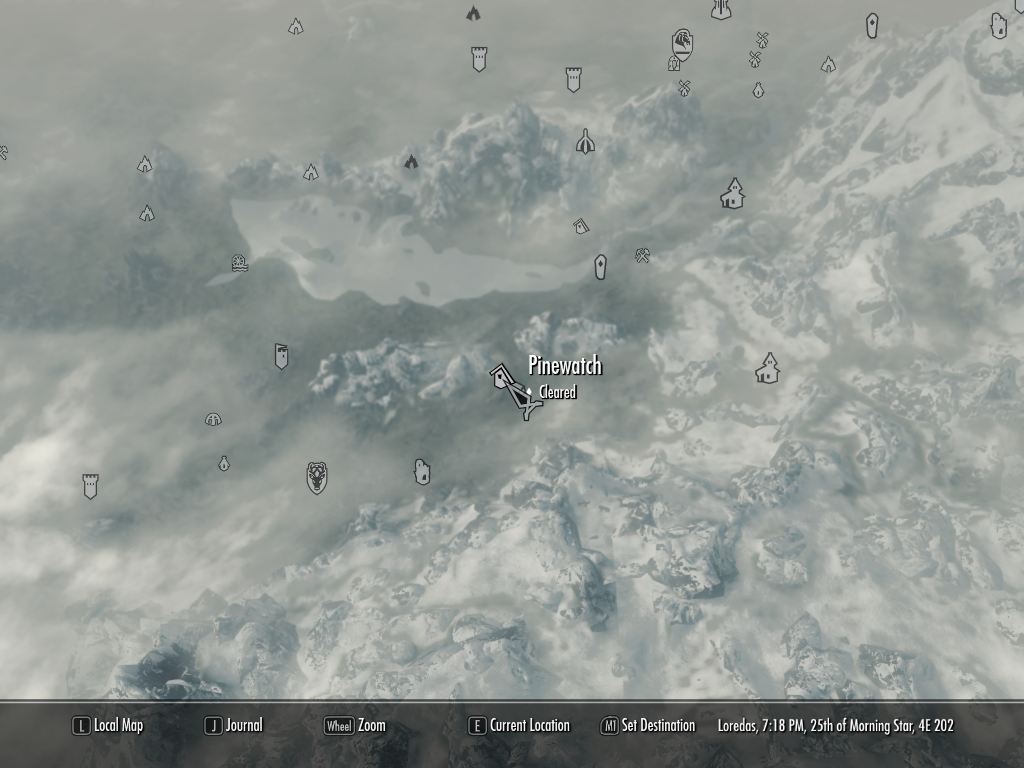 Pinewatch
Cleared
L Local Map J Journal Wheel Zoom E Current Location M1 Set Destination Loredas, 7:18 PM, 25th of Morning Star, 4E 202